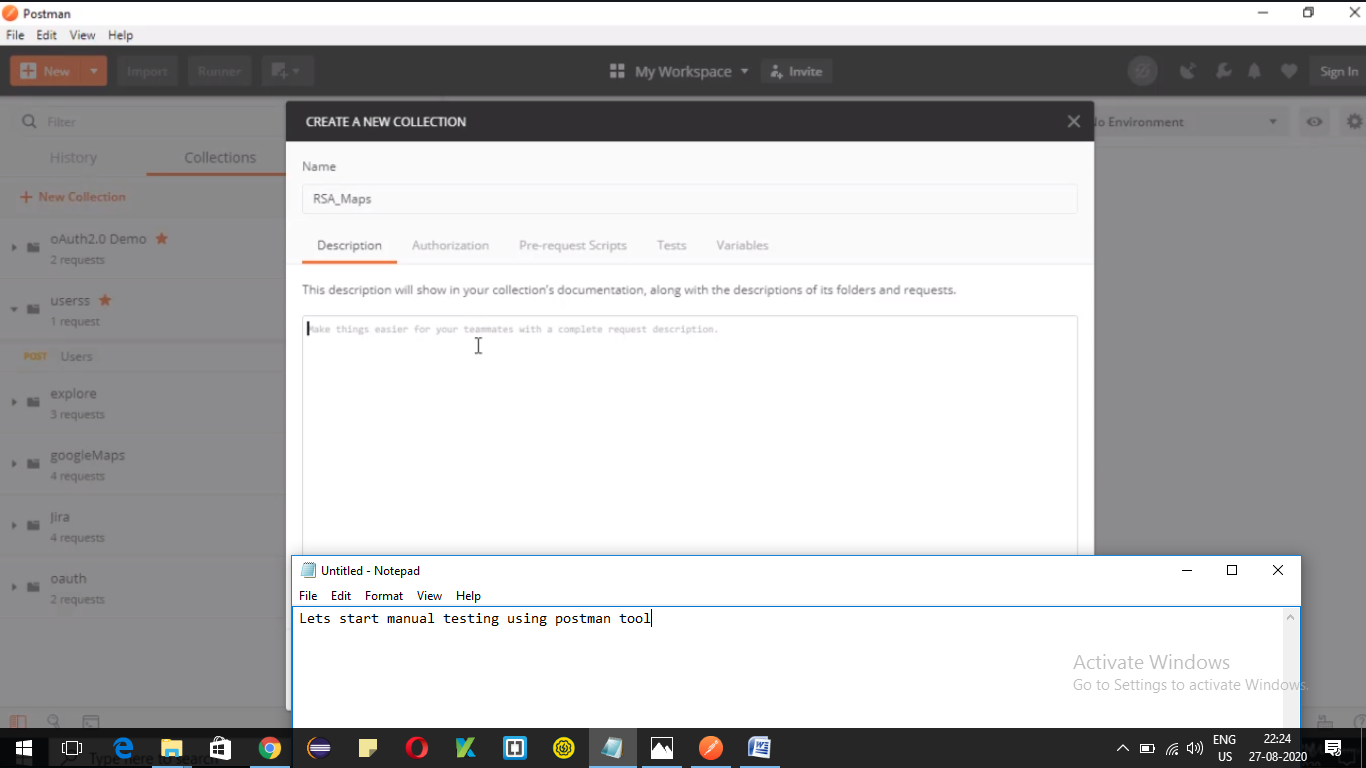 Postman
File Edit View Help
New Import Runner My Workspace Invite Sign In
Filter
History Collections
New Collection
oAuth2.0 Demo
2 requests
userss
1 request
POST Users
explore
3 requests
googleMaps
4 requests
Jira
4 requests
oauth
2 requests
No Environment
CREATE A NEW COLLECTION
Name
RSA_Maps
Description Authorization Pre-request Scripts Tests Variables
This description will show in your collection's documentation, along with the descriptions of its folders and requests.
Make things easier for your teammates with a complete request description.
Untitled - Notepad
File Edit Format View Help
Lets start manual testing using postman tool
Activate Windows
Go to Settings to activate Windows.
Type here to search
ENG
US
22:24
27-08-2020